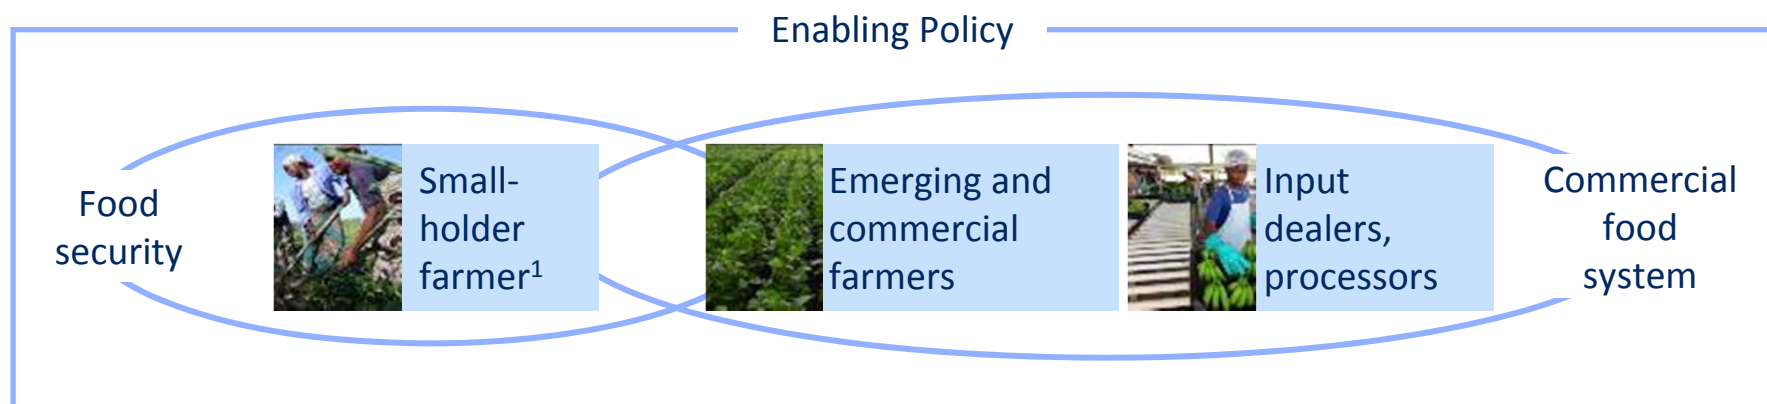 Enabling Policy
Food
security
Small-
holder
farmer¹
Emerging and
commercial
farmers
Input
dealers,
processors
Commercial
food
system